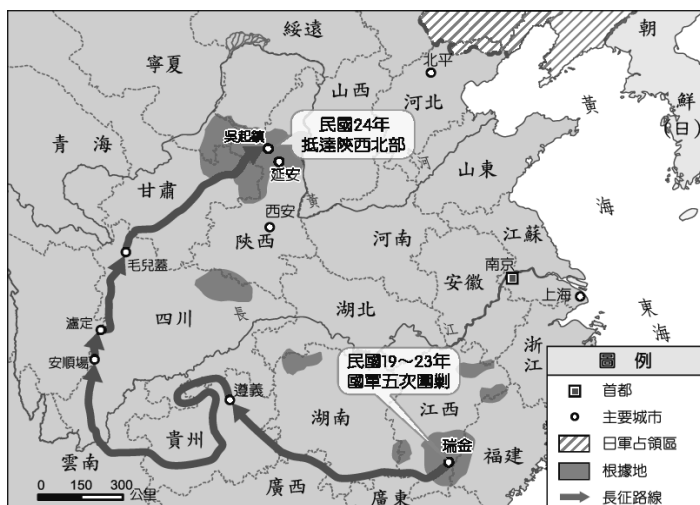 綏遠
寧夏
朝
鮮
(日)
北平
山西
河北
黃
海
青海
吳起鎮
民國24年
抵達陝西北部
延安
甘肅
山東
河
黃
西安
陝西
河南
江蘇
毛兒蓋
安徽
南京
上海
東
海
四川
長
湖北
江
浙
江
瀘定
安順場
民國19～23年
國軍五次圍剿
遵義
湖南
江西
貴州
瑞金
福建
雲南
廣西
廣東
0 150 300
公里
圖例
首都
主要城市
日軍占領區
根據地
長征路線